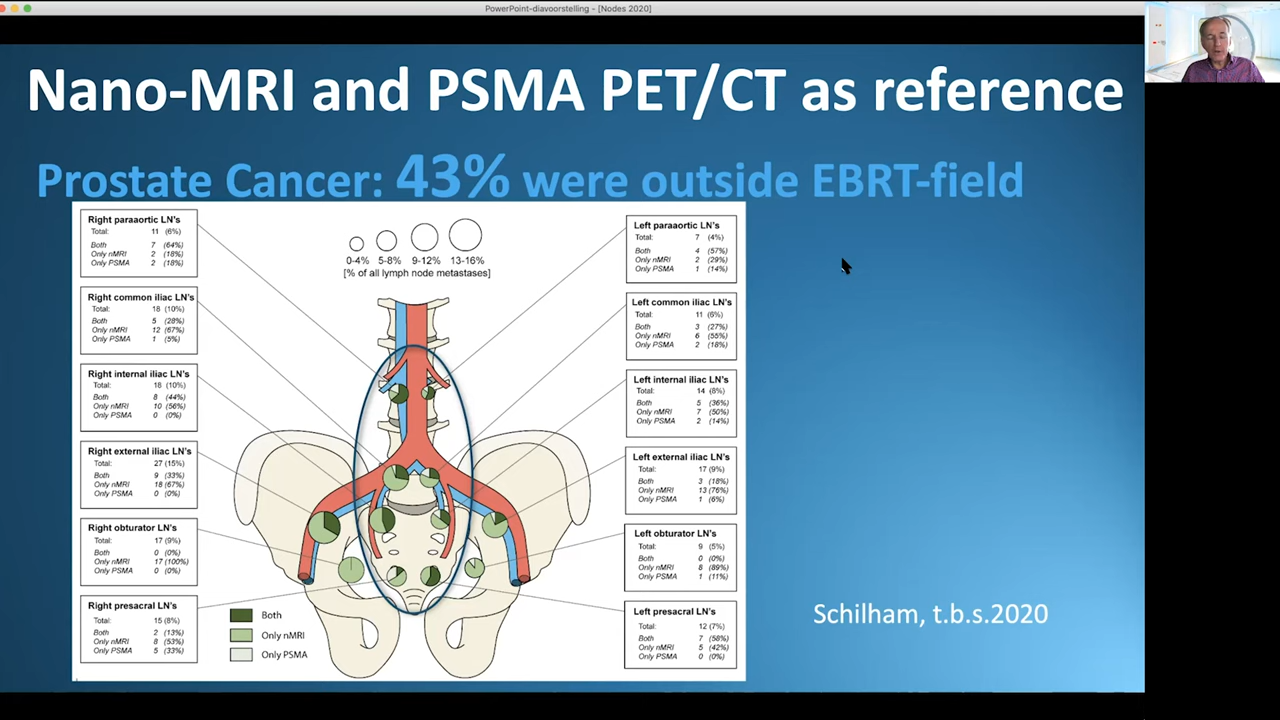 PowerPoint-diavoorstelling - [Nodes 2020]
Nano-MRI and PSMA PET/CT as reference
Prostate Cancer: 43% were outside EBRT-field
Right paraaortic LN's
Total: 11 (6%)
Both 7 (64%)
Only nMRI 2 (18%)
Only PSMA 2 (18%)
Right common iliac LN's
Total: 18 (10%)
Both 5 (28%)
Only nMRI 12 (67%)
Only PSMA 1 (5%)
Right internal iliac LN's
Total: 18 (10%)
Both 8 (44%)
Only nMRI 10 (56%)
Only PSMA 0 (0%)
Right external iliac LN's
Total: 27 (15%)
Both 9 (33%)
Only nMRI 18 (67%)
Only PSMA 0 (0%)
Right obturator LN's
Total: 17 (9%)
Both 0 (0%)
Only nMRI 17 (100%)
Only PSMA 0 (0%)
Right presacral LN's
Total: 15 (8%)
Both 2 (13%)
Only nMRI 8 (53%)
Only PSMA 5 (33%)
0-4% 5-8% 9-12% 13-16%
[% of all lymph node metastases]
Both
Only nMRI
Only PSMA
Left paraaortic LN's
Total: 7 (4%)
Both 4 (57%)
Only nMRI 2 (29%)
Only PSMA 1 (14%)
Left common iliac LN's
Total: 11 (6%)
Both 3 (27%)
Only nMRI 6 (55%)
Only PSMA 2 (18%)
Left internal iliac LN's
Total: 14 (8%)
Both 5 (36%)
Only nMRI 7 (50%)
Only PSMA 2 (14%)
Left external iliac LN's
Total: 17 (9%)
Both 3 (18%)
Only nMRI 13 (76%)
Only PSMA 1 (6%)
Left obturator LN's
Total: 9 (5%)
Both 0 (0%)
Only nMRI 8 (89%)
Only PSMA 1 (11%)
Left presacral LN's
Total: 12 (7%)
Both 7 (58%)
Only nMRI 5 (42%)
Only PSMA 0 (0%)
Schilham, t.b.s.2020